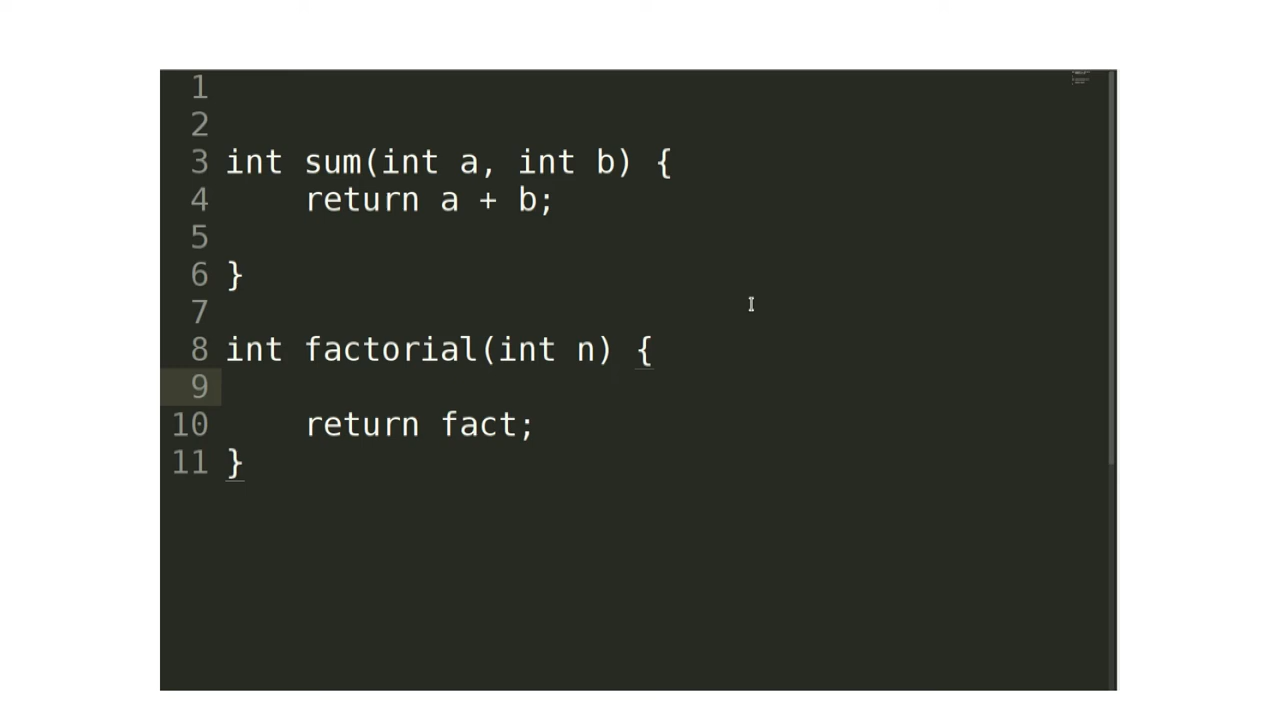 1
2
3 int sum(int a, int b) {
4     return a + b;
5
6 }
7
8 int factorial(int n) {
9
10     return fact;
11 }